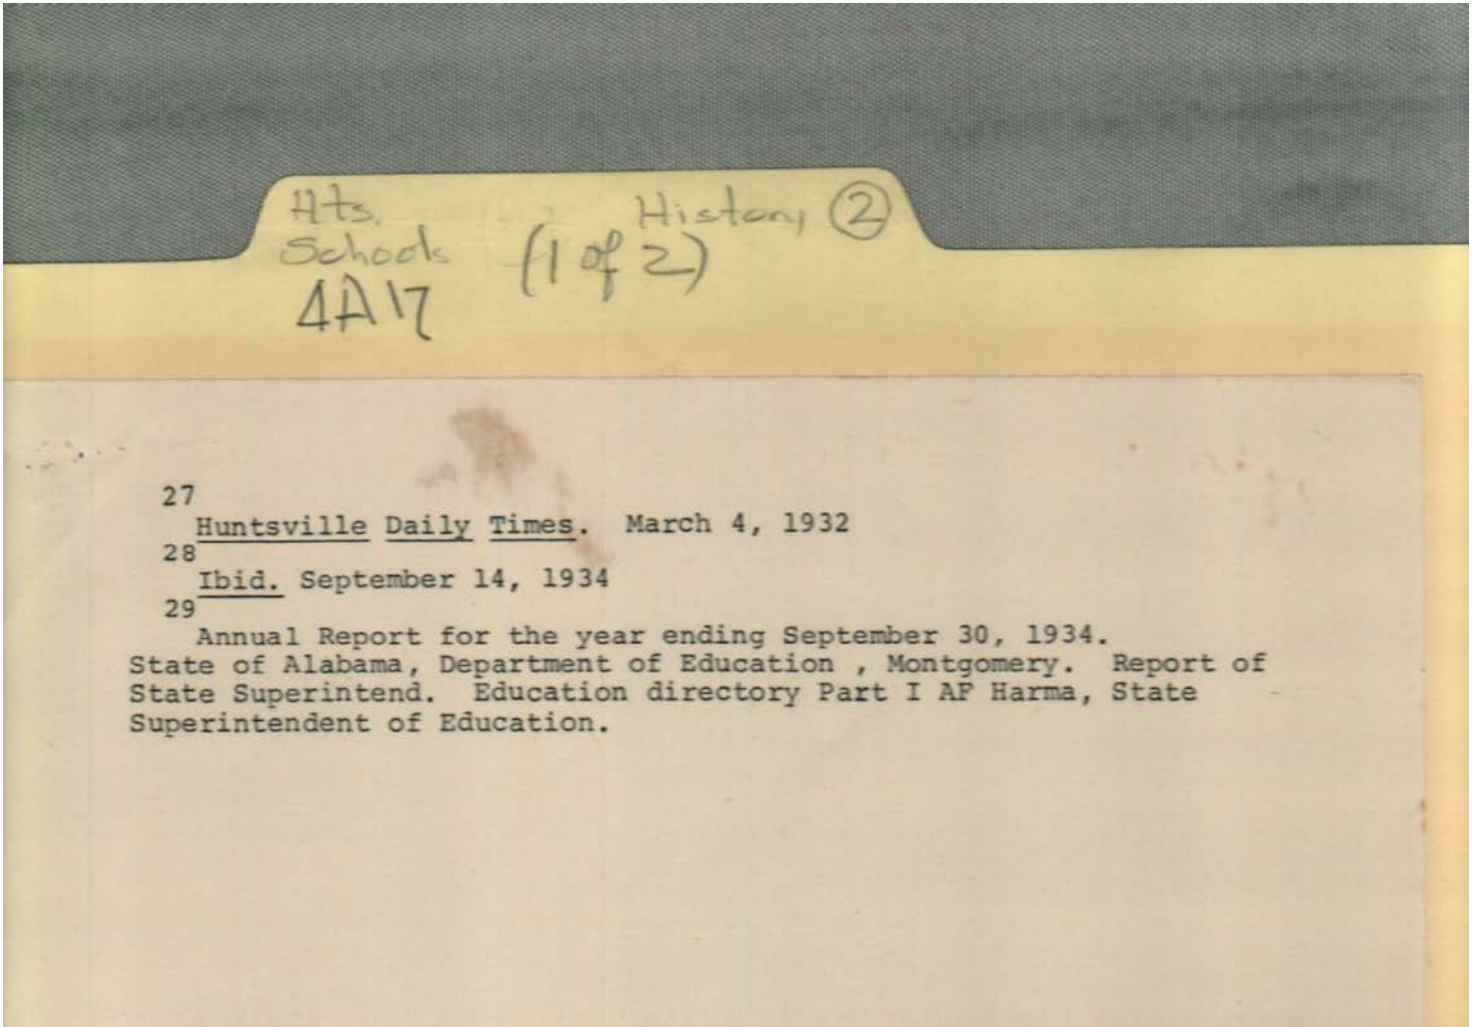 Hts. History ②
Schools (1 of 2)
4A17
27
Huntsville Daily Times. March 4, 1932
28
Ibid. September 14, 1934
29
Annual Report for the year ending September 30, 1934.
State of Alabama, Department of Education , Montgomery. Report of
State Superintend. Education directory Part I AF Harma, State
Superintendent of Education.